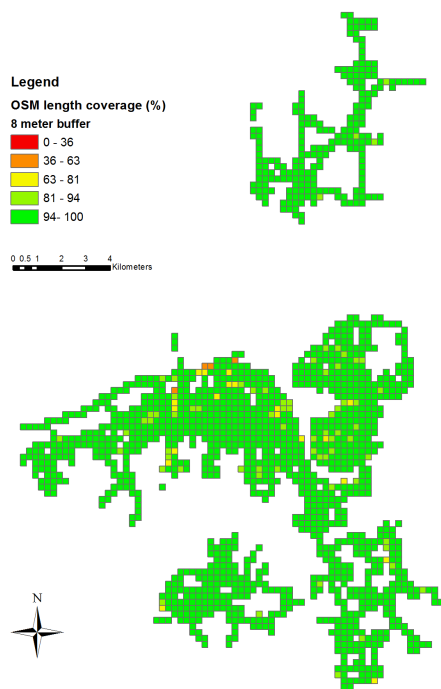 Legend
OSM length coverage (%)
8 meter buffer
0 - 36
36 - 63
63 - 81
81 - 94
94- 100
0 0.5 1 2 3 4
Kilometers
N